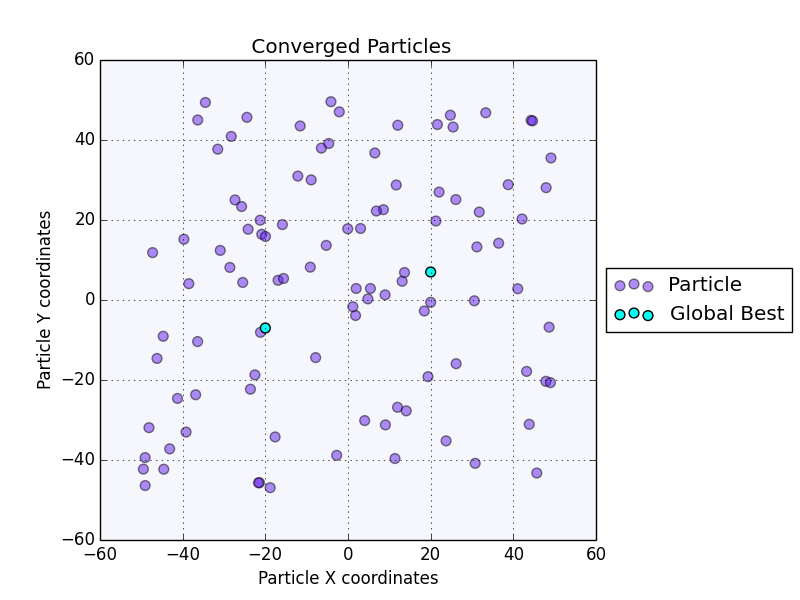 Converged Particles
60
40
20
0
−20
−40
−60
Particle Y coordinates
−60 −40 −20 0 20 40 60
Particle X coordinates
Particle
Global Best